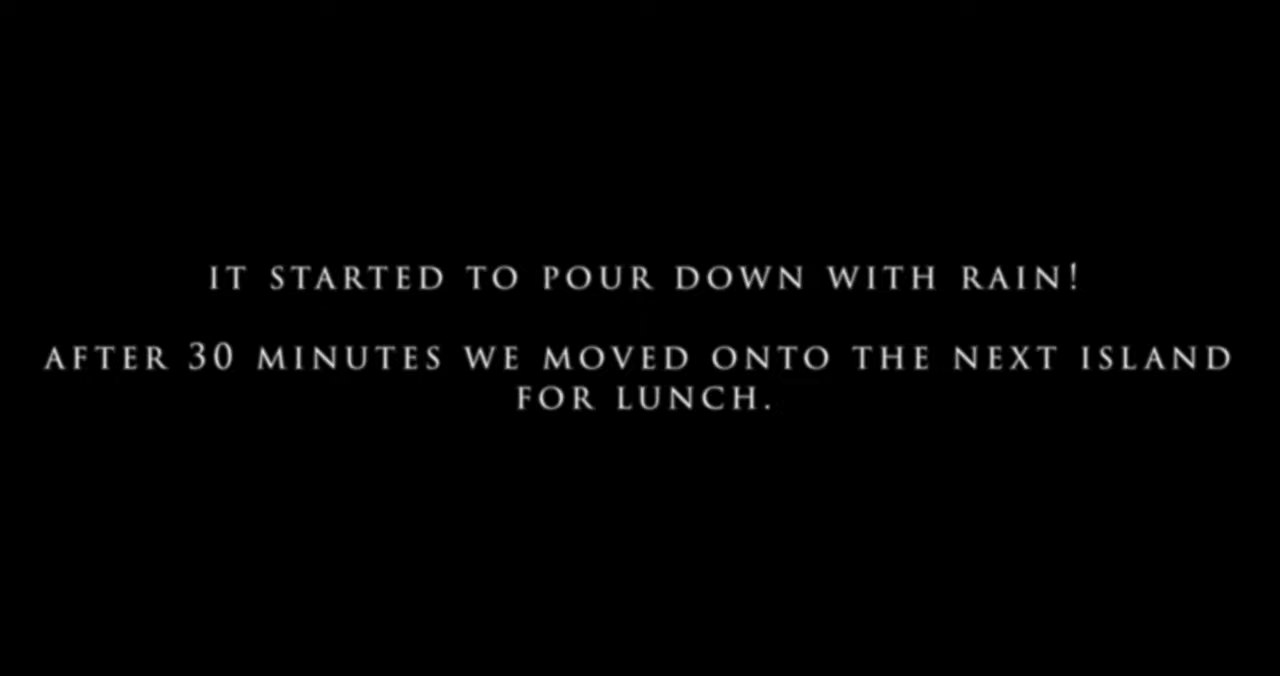 IT STARTED TO POUR DOWN WITH RAIN!
AFTER 30 MINUTES WE MOVED ONTO THE NEXT ISLAND
FOR LUNCH.